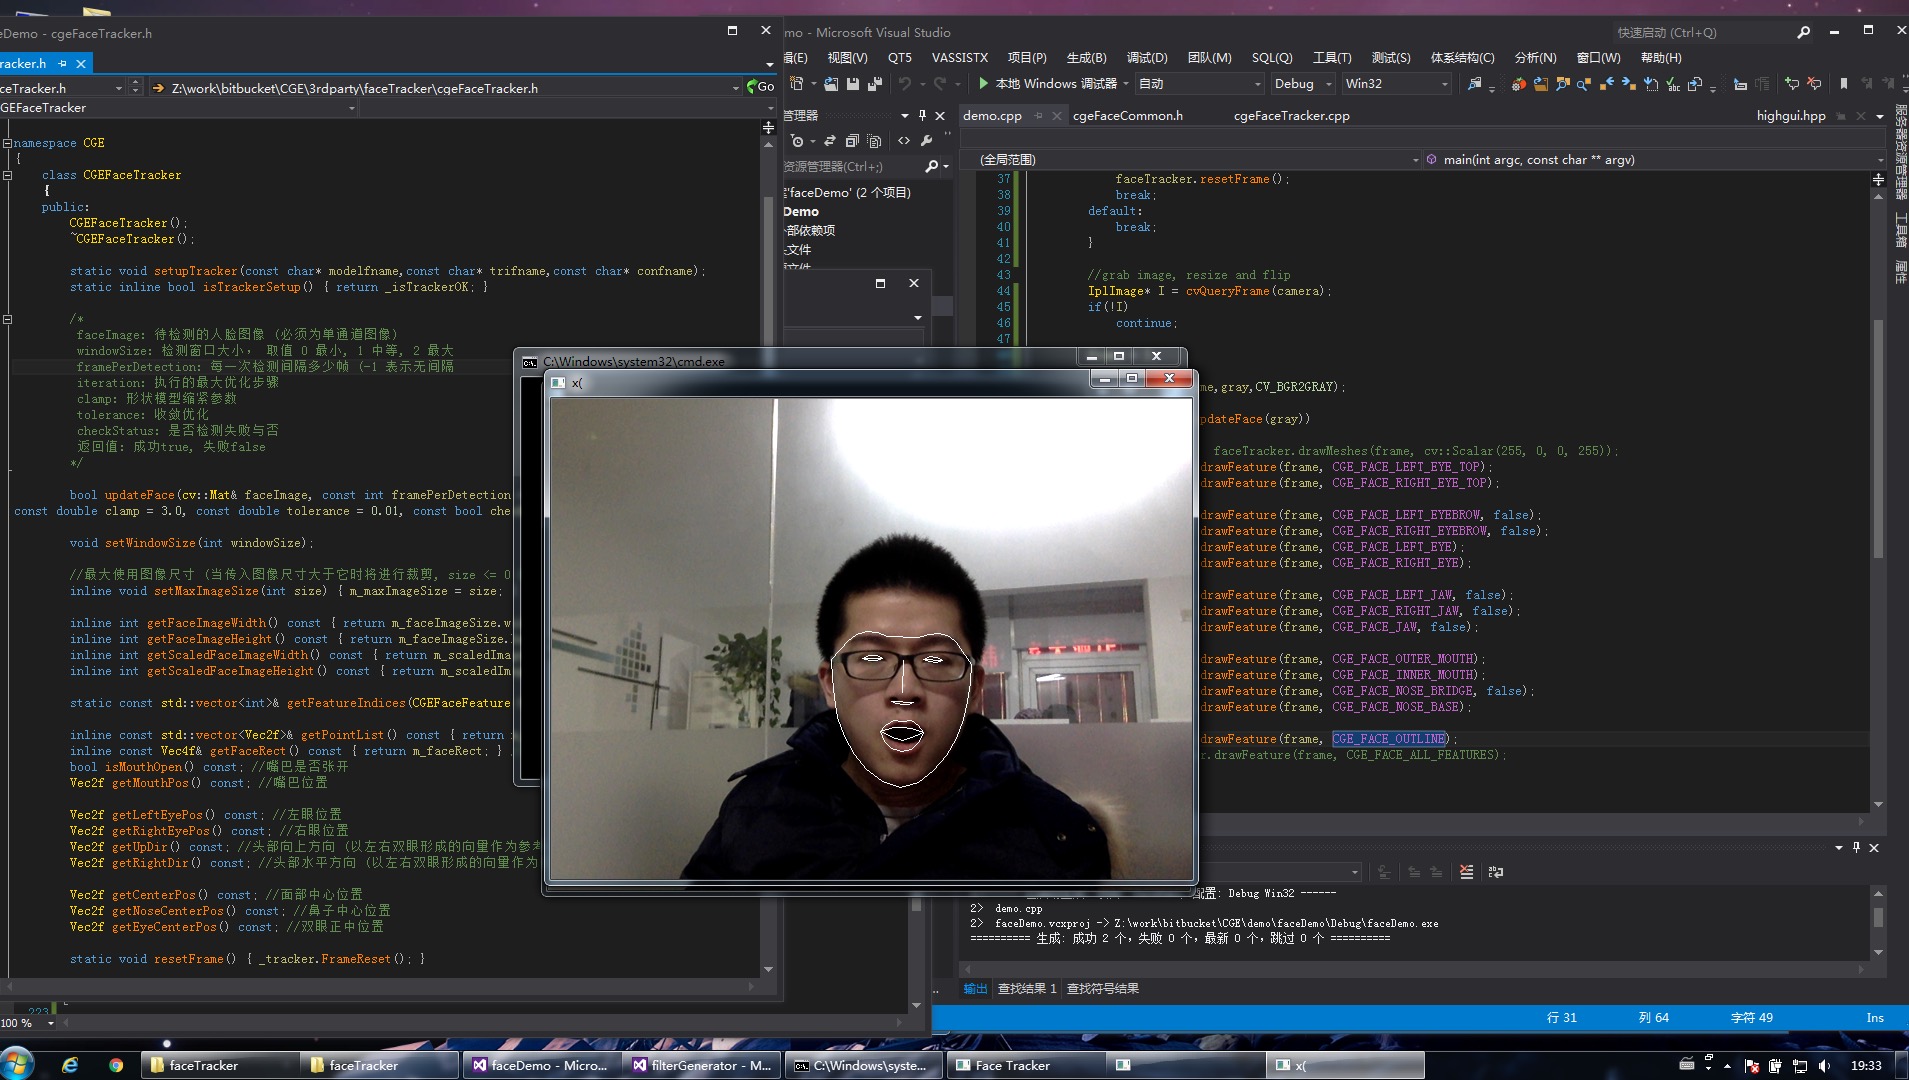 eDemo - cgeFaceTracker.h
racker.h
ceTracker.h
Z:\work\bitbucket\CGE\3rdparty\faceTracker\cgeFaceTracker.h
Go
GEFaceTracker
namespace CGE
{
class CGEFaceTracker
{
public:
CGEFaceTracker();
~CGEFaceTracker();
static void setupTracker(const char* modelfname,const char* trifname,const char* confname);
static inline bool isTrackerSetup() { return _isTrackerOK; }
/*
faceImage: 待检测的人脸图像 (必须为单通道图像)
windowSize: 检测窗口大小， 取值 0 最小, 1 中等, 2 最大
framePerDetection: 每一次检测间隔多少帧 (-1 表示无间隔
iteration: 执行的最大优化步骤
clamp: 形状模型缩紧参数
tolerance: 收敛优化
checkStatus: 是否检测失败与否
返回值: 成功true, 失败false
*/
bool updateFace(cv::Mat& faceImage, const int framePerDetection
const double clamp = 3.0, const double tolerance = 0.01, const bool che
void setWindowSize(int windowSize);
//最大使用图像尺寸 (当传入图像尺寸大于它时将进行裁剪, size <= 0
inline void setMaxImageSize(int size) { m_maxImageSize = size;
inline int getFaceImageWidth() const { return m_faceImageSize.w
inline int getFaceImageHeight() const { return m_faceImageSize.
inline int getScaledFaceImageWidth() const { return m_scaledIma
inline int getScaledFaceImageHeight() const { return m_scaledIm
static const std::vector<int>& getFeatureIndices(CGEFaceFeature
inline const std::vector<Vec2f>& getPointList() const { return
inline const Vec4f& getFaceRect() const { return m_faceRect; }
bool isMouthOpen() const; //嘴巴是否张开
Vec2f getMouthPos() const; //嘴巴位置
Vec2f getLeftEyePos() const; //左眼位置
Vec2f getRightEyePos() const; //右眼位置
Vec2f getUpDir() const; //头部向上方向 (以左右双眼形成的向量作为参考
Vec2f getRightDir() const; //头部水平方向 (以左右双眼形成的向量作为
Vec2f getCenterPos() const; //面部中心位置
Vec2f getNoseCenterPos() const; //鼻子中心位置
Vec2f getEyeCenterPos() const; //双眼正中位置
static void resetFrame() { _tracker.FrameReset(); }
223
100 %
mo - Microsoft Visual Studio
快速启动 (Ctrl+Q)
辑(E) 视图(V) QT5 VASSISTX 项目(P) 生成(B) 调试(D) 团队(M) SQL(Q) 工具(T) 测试(S) 体系结构(C) 分析(N) 窗口(W) 帮助(H)
本地 Windows 调试器 自动 Debug Win32
管理器
资源管理器(Ctrl+;)
'faceDemo' (2 个项目)
Demo
部依赖项
文件
C:\Windows\system32\cmd.exe
x(
demo.cpp cgeFaceCommon.h cgeFaceTracker.cpp highgui.hpp
(全局范围) main(int argc, const char ** argv)
37 faceTracker.resetFrame();
38 break;
39 default:
40 break;
41 }
42
43 //grab image, resize and flip
44 IplImage* I = cvQueryFrame(camera);
45 if(!I)
46 continue;
47
me,gray,CV_BGR2GRAY);
pdateFace(gray))
faceTracker.drawMeshes(frame, cv::Scalar(255, 0, 0, 255));
drawFeature(frame, CGE_FACE_LEFT_EYE_TOP);
drawFeature(frame, CGE_FACE_RIGHT_EYE_TOP);
drawFeature(frame, CGE_FACE_LEFT_EYEBROW, false);
drawFeature(frame, CGE_FACE_RIGHT_EYEBROW, false);
drawFeature(frame, CGE_FACE_LEFT_EYE);
drawFeature(frame, CGE_FACE_RIGHT_EYE);
drawFeature(frame, CGE_FACE_LEFT_JAW, false);
drawFeature(frame, CGE_FACE_RIGHT_JAW, false);
drawFeature(frame, CGE_FACE_JAW, false);
drawFeature(frame, CGE_FACE_OUTER_MOUTH);
drawFeature(frame, CGE_FACE_INNER_MOUTH);
drawFeature(frame, CGE_FACE_NOSE_BRIDGE, false);
drawFeature(frame, CGE_FACE_NOSE_BASE);
drawFeature(frame, CGE_FACE_OUTLINE);
r.drawFeature(frame, CGE_FACE_ALL_FEATURES);
服务器资源管理器
工具箱
属性
配置: Debug Win32 ------
2> demo.cpp
2> faceDemo.vcxproj -> Z:\work\bitbucket\CGE\demo\faceDemo\Debug\faceDemo.exe
========== 生成: 成功 2 个，失败 0 个，最新 0 个，跳过 0 个 ==========
输出 查找结果 1 查找符号结果
行 31 列 64 字符 49 Ins
faceTracker
faceTracker
faceDemo - Micro...
filterGenerator - M...
C:\Windows\syste...
Face Tracker
x(
19:33